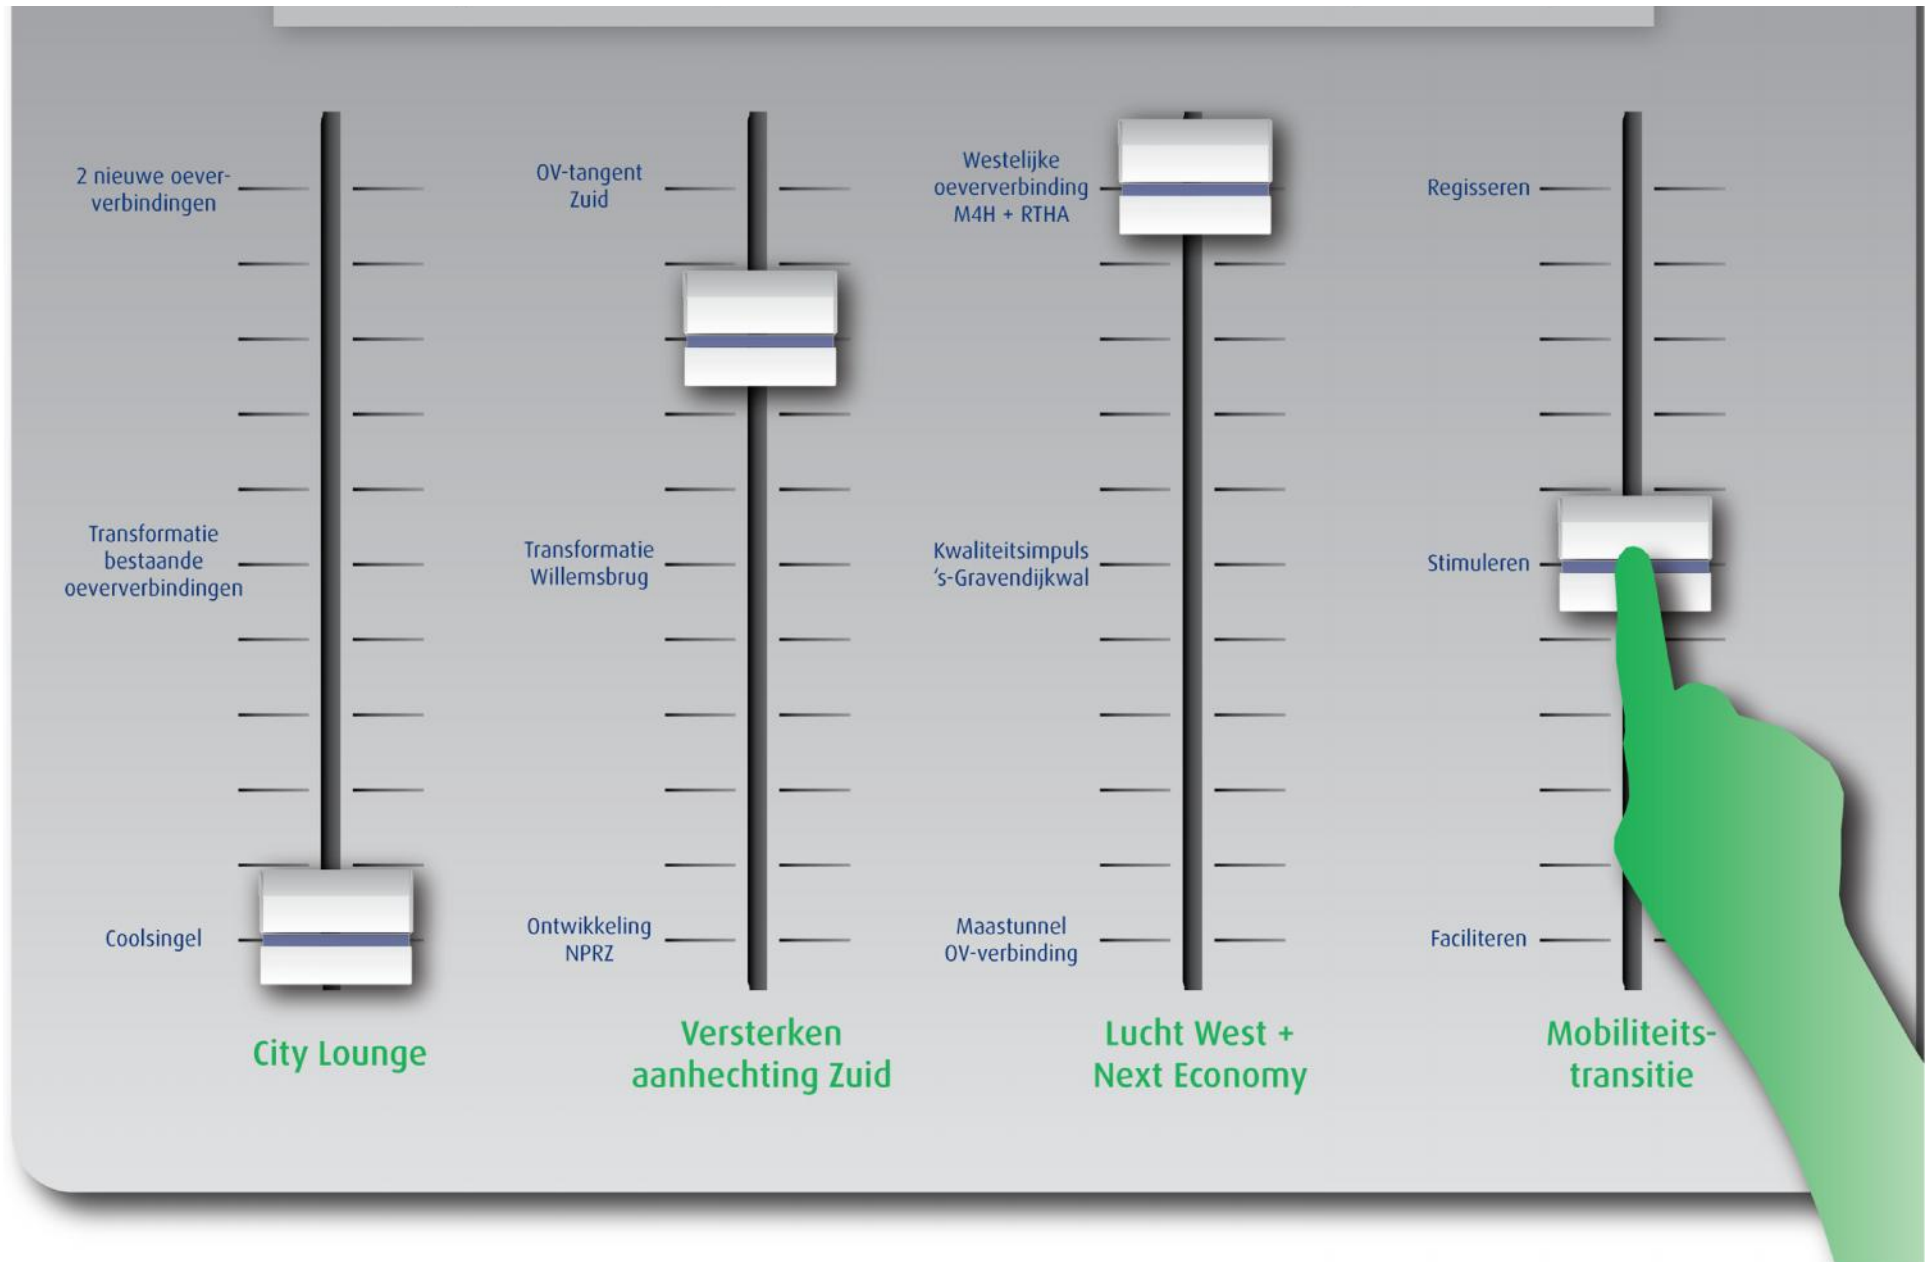 2 nieuwe oever-
verbindingen
Transformatie
bestaande
oeververbindingen
Coolsingel
City Lounge
OV-tangent
Zuid
Transformatie
Willemsbrug
Ontwikkeling
NPRZ
Versterken
aanhechting Zuid
Westelijke
oeververbinding
M4H + RTHA
Kwaliteitsimpuls
‘s-Gravendijkwal
Maastunnel
OV-verbinding
Lucht West +
Next Economy
Regisseren
Stimuleren
Faciliteren
Mobiliteits-
transitie